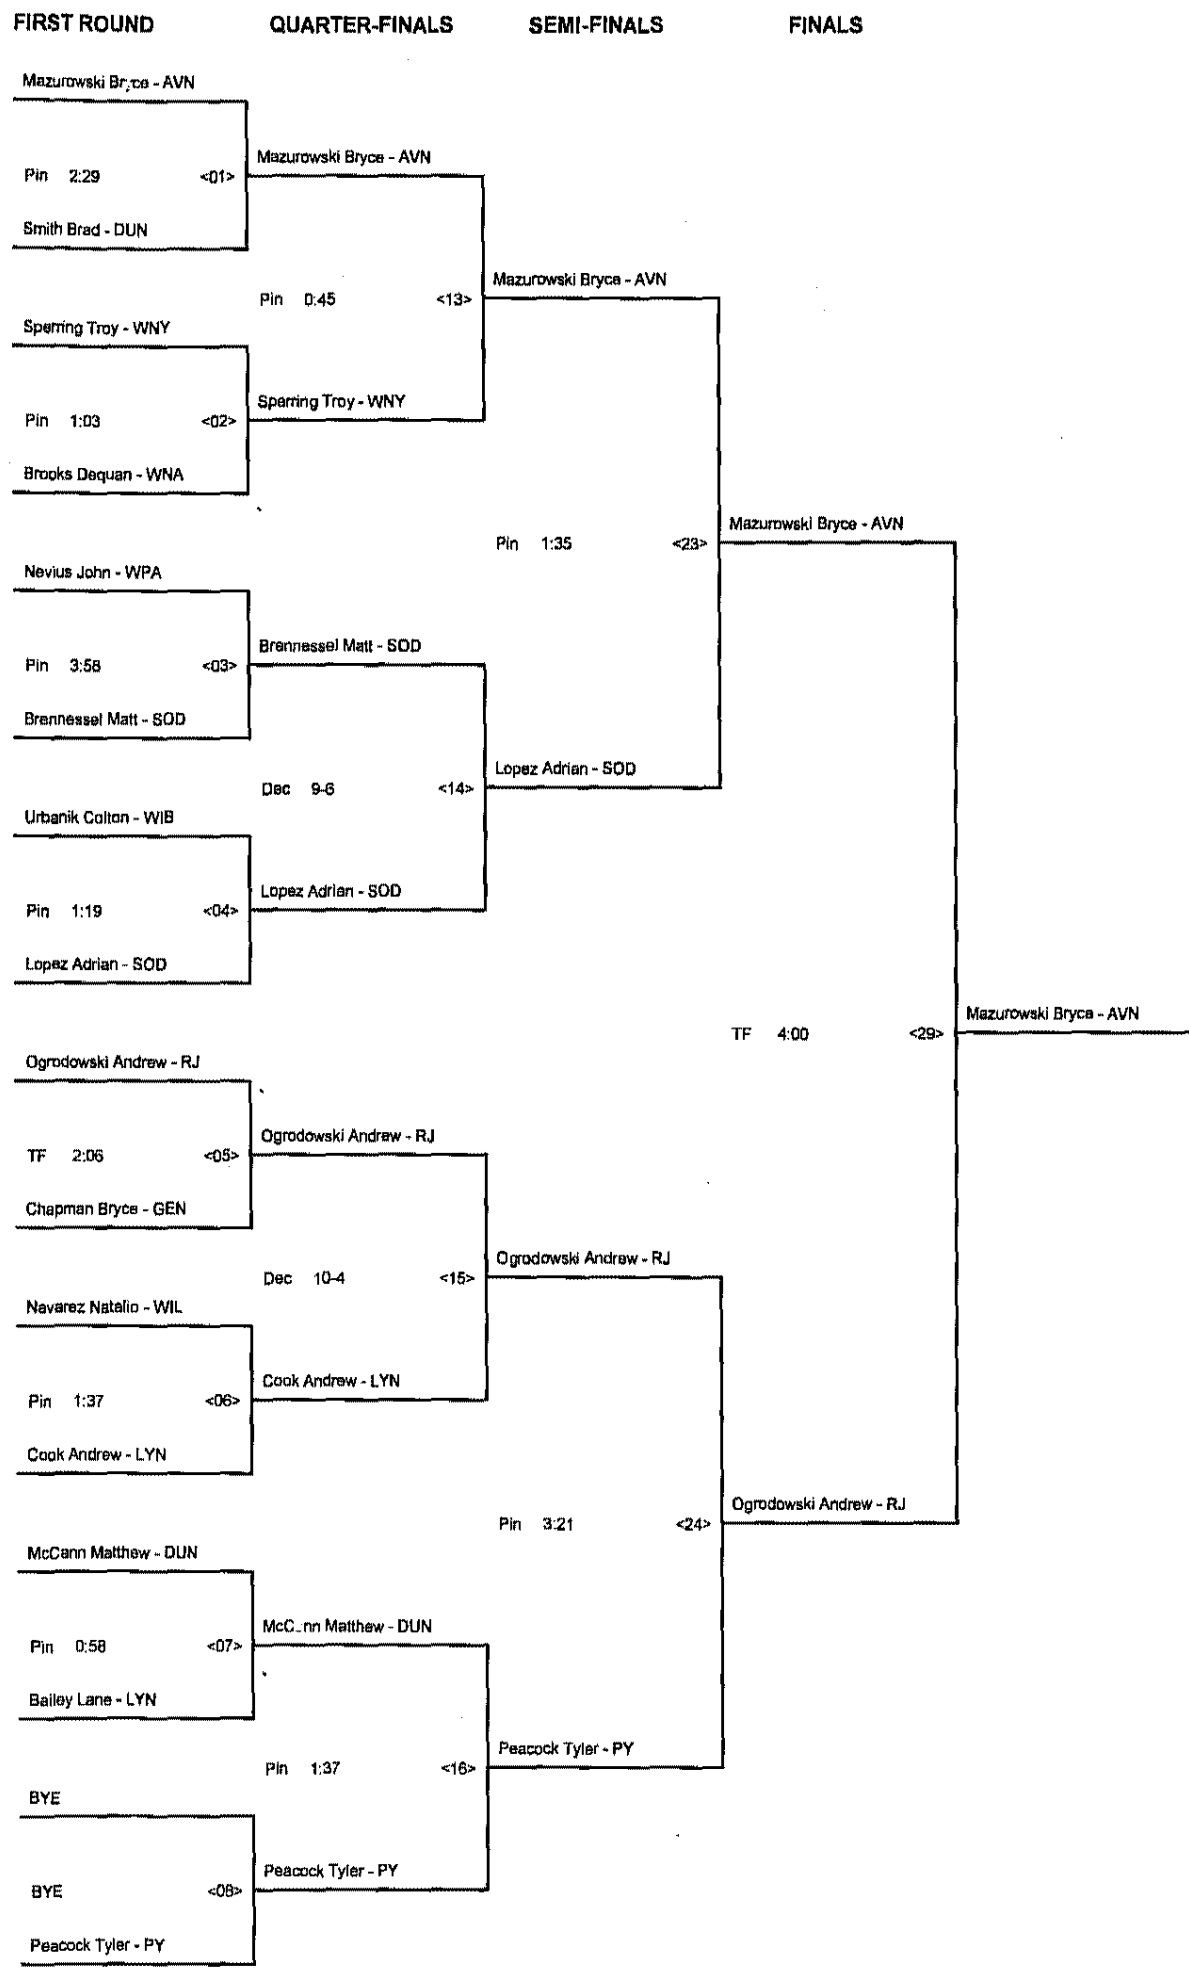 FIRST ROUND QUARTER-FINALS SEMI-FINALS FINALS
Mazurowski Bryce - AVN
Mazurowski Bryce - AVN
Pin 2:29 <01>
Smith Brad - DUN
Mazurowski Bryce - AVN
Pin 0:45 <13>
Sperring Troy - WNY
Sperring Troy - WNY
Pin 1:03 <02>
Brooks Dequan - WNA
Mazurowski Bryce - AVN
Pin 1:35 <23>
Nevius John - WPA
Brennessel Matt - SOD
Pin 3:58 <03>
Brennessel Matt - SOD
Lopez Adrian - SOD
Dec 9-6 <14>
Urbanik Colton - WIB
Lopez Adrian - SOD
Pin 1:19 <04>
Lopez Adrian - SOD
Mazurowski Bryce - AVN
TF 4:00 <29>
Ogrodowski Andrew - RJ
Ogrodowski Andrew - RJ
TF 2:06 <05>
Chapman Bryce - GEN
Ogrodowski Andrew - RJ
Dec 10-4 <15>
Navarez Natalio - WIL
Cook Andrew - LYN
Pin 1:37 <06>
Cook Andrew - LYN
Ogrodowski Andrew - RJ
Pin 3:21 <24>
McCann Matthew - DUN
McCann Matthew - DUN
Pin 0:58 <07>
Bailey Lane - LYN
Peacock Tyler - PY
Pin 1:37 <16>
BYE
Peacock Tyler - PY
BYE <08>
Peacock Tyler - PY